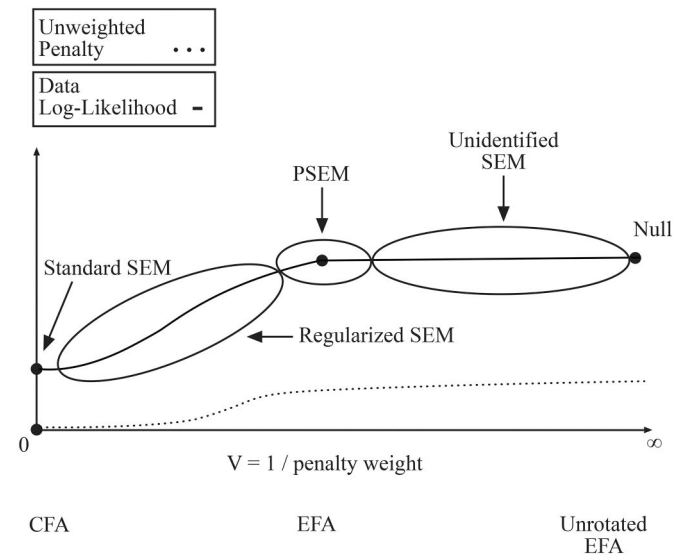 Unweighted
Penalty ...
Data
Log-Likelihood -
Unidentified
SEM
PSEM
Null
Standard SEM
Regularized SEM
0
∞
V = 1 / penalty weight
CFA
EFA
Unrotated
EFA